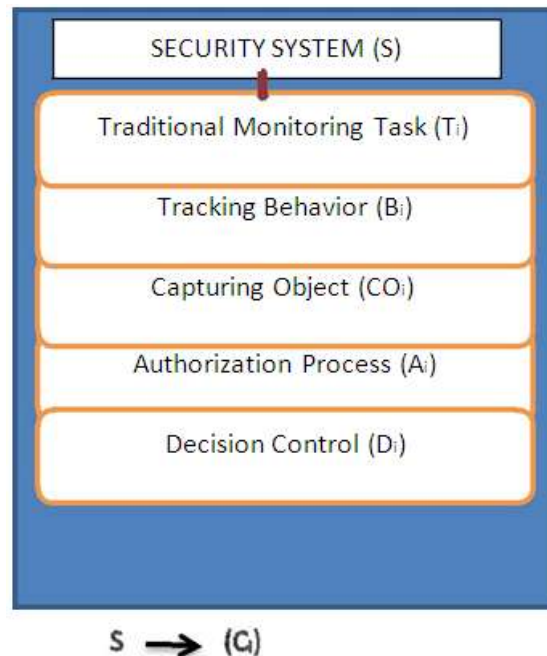 SECURITY SYSTEM (S)
Traditional Monitoring Task (Ti)
Tracking Behavior (Bi)
Capturing Object (COi)
Authorization Process (Ai)
Decision Control (Di)
S → (Ci)